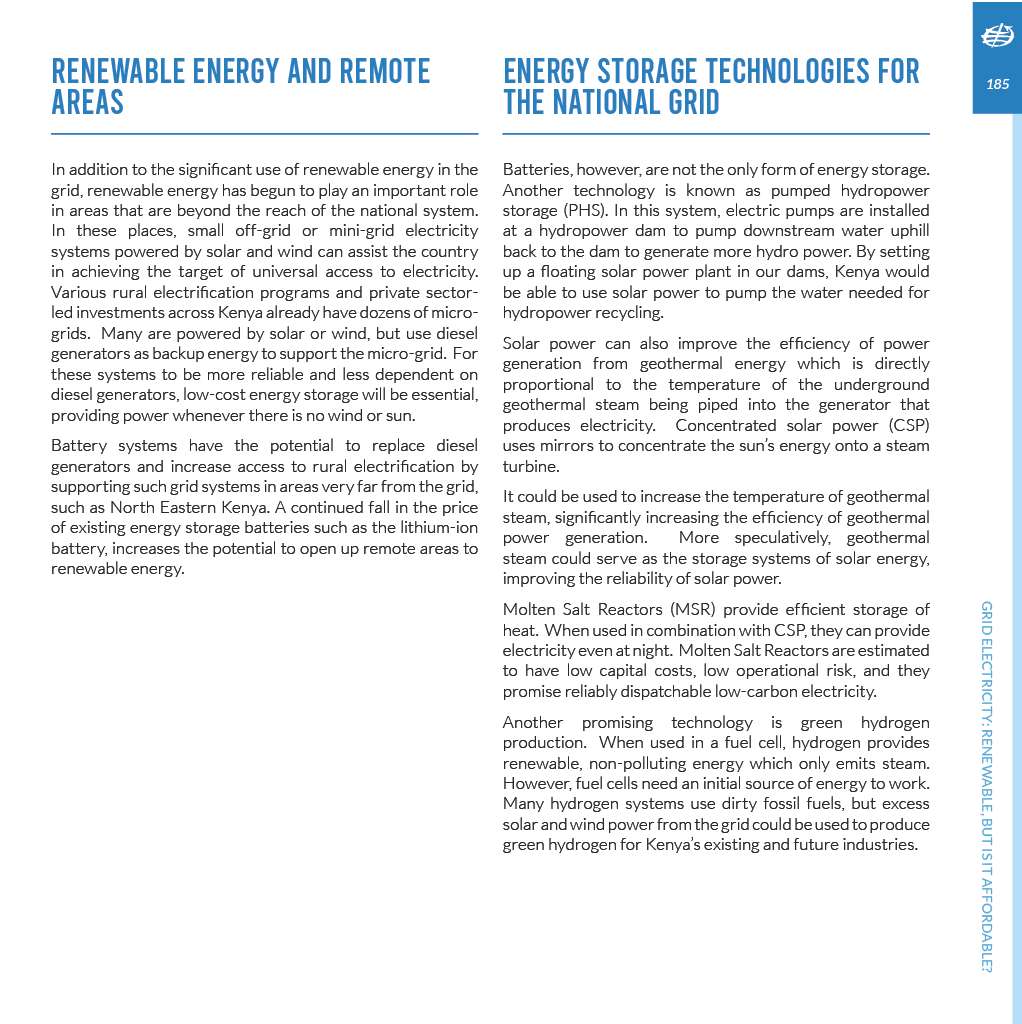 185
RENEWABLE ENERGY AND REMOTE
AREAS
In addition to the significant use of renewable energy in the
grid, renewable energy has begun to play an important role
in areas that are beyond the reach of the national system.
In these places, small off-grid or mini-grid electricity
systems powered by solar and wind can assist the country
in achieving the target of universal access to electricity.
Various rural electrification programs and private sector-
led investments across Kenya already have dozens of micro-
grids. Many are powered by solar or wind, but use diesel
generators as backup energy to support the micro-grid. For
these systems to be more reliable and less dependent on
diesel generators, low-cost energy storage will be essential,
providing power whenever there is no wind or sun.
Battery systems have the potential to replace diesel
generators and increase access to rural electrification by
supporting such grid systems in areas very far from the grid,
such as North Eastern Kenya. A continued fall in the price
of existing energy storage batteries such as the lithium-ion
battery, increases the potential to open up remote areas to
renewable energy.
ENERGY STORAGE TECHNOLOGIES FOR
THE NATIONAL GRID
Batteries, however, are not the only form of energy storage.
Another technology is known as pumped hydropower
storage (PHS). In this system, electric pumps are installed
at a hydropower dam to pump downstream water uphill
back to the dam to generate more hydro power. By setting
up a floating solar power plant in our dams, Kenya would
be able to use solar power to pump the water needed for
hydropower recycling.
Solar power can also improve the efficiency of power
generation from geothermal energy which is directly
proportional to the temperature of the underground
geothermal steam being piped into the generator that
produces electricity. Concentrated solar power (CSP)
uses mirrors to concentrate the sun's energy onto a steam
turbine.
It could be used to increase the temperature of geothermal
steam, significantly increasing the efficiency of geothermal
power generation. More speculatively, geothermal
steam could serve as the storage systems of solar energy,
improving the reliability of solar power.
Molten Salt Reactors (MSR) provide efficient storage of
heat. When used in combination with CSP, they can provide
electricity even at night. Molten Salt Reactors are estimated
to have low capital costs, low operational risk, and they
promise reliably dispatchable low-carbon electricity.
Another promising technology is green hydrogen
production. When used in a fuel cell, hydrogen provides
renewable, non-polluting energy which only emits steam.
However, fuel cells need an initial source of energy to work.
Many hydrogen systems use dirty fossil fuels, but excess
solar and wind power from the grid could be used to produce
green hydrogen for Kenya's existing and future industries.
GRID ELECTRICITY: RENEWABLE, BUT IS IT AFFORDABLE?